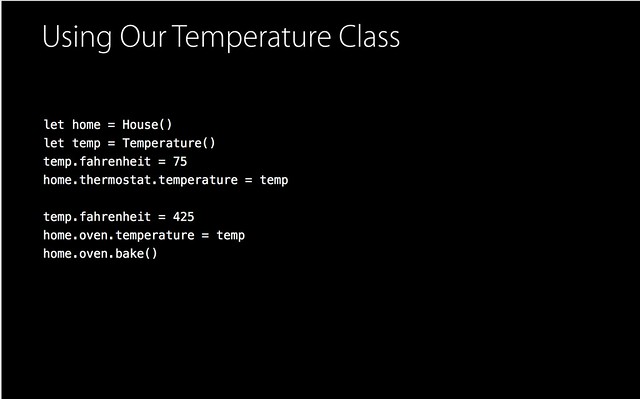 Using Our Temperature Class
let home = House()
let temp = Temperature()
temp.fahrenheit = 75
home.thermostat.temperature = temp
temp.fahrenheit = 425
home.oven.temperature = temp
home.oven.bake()